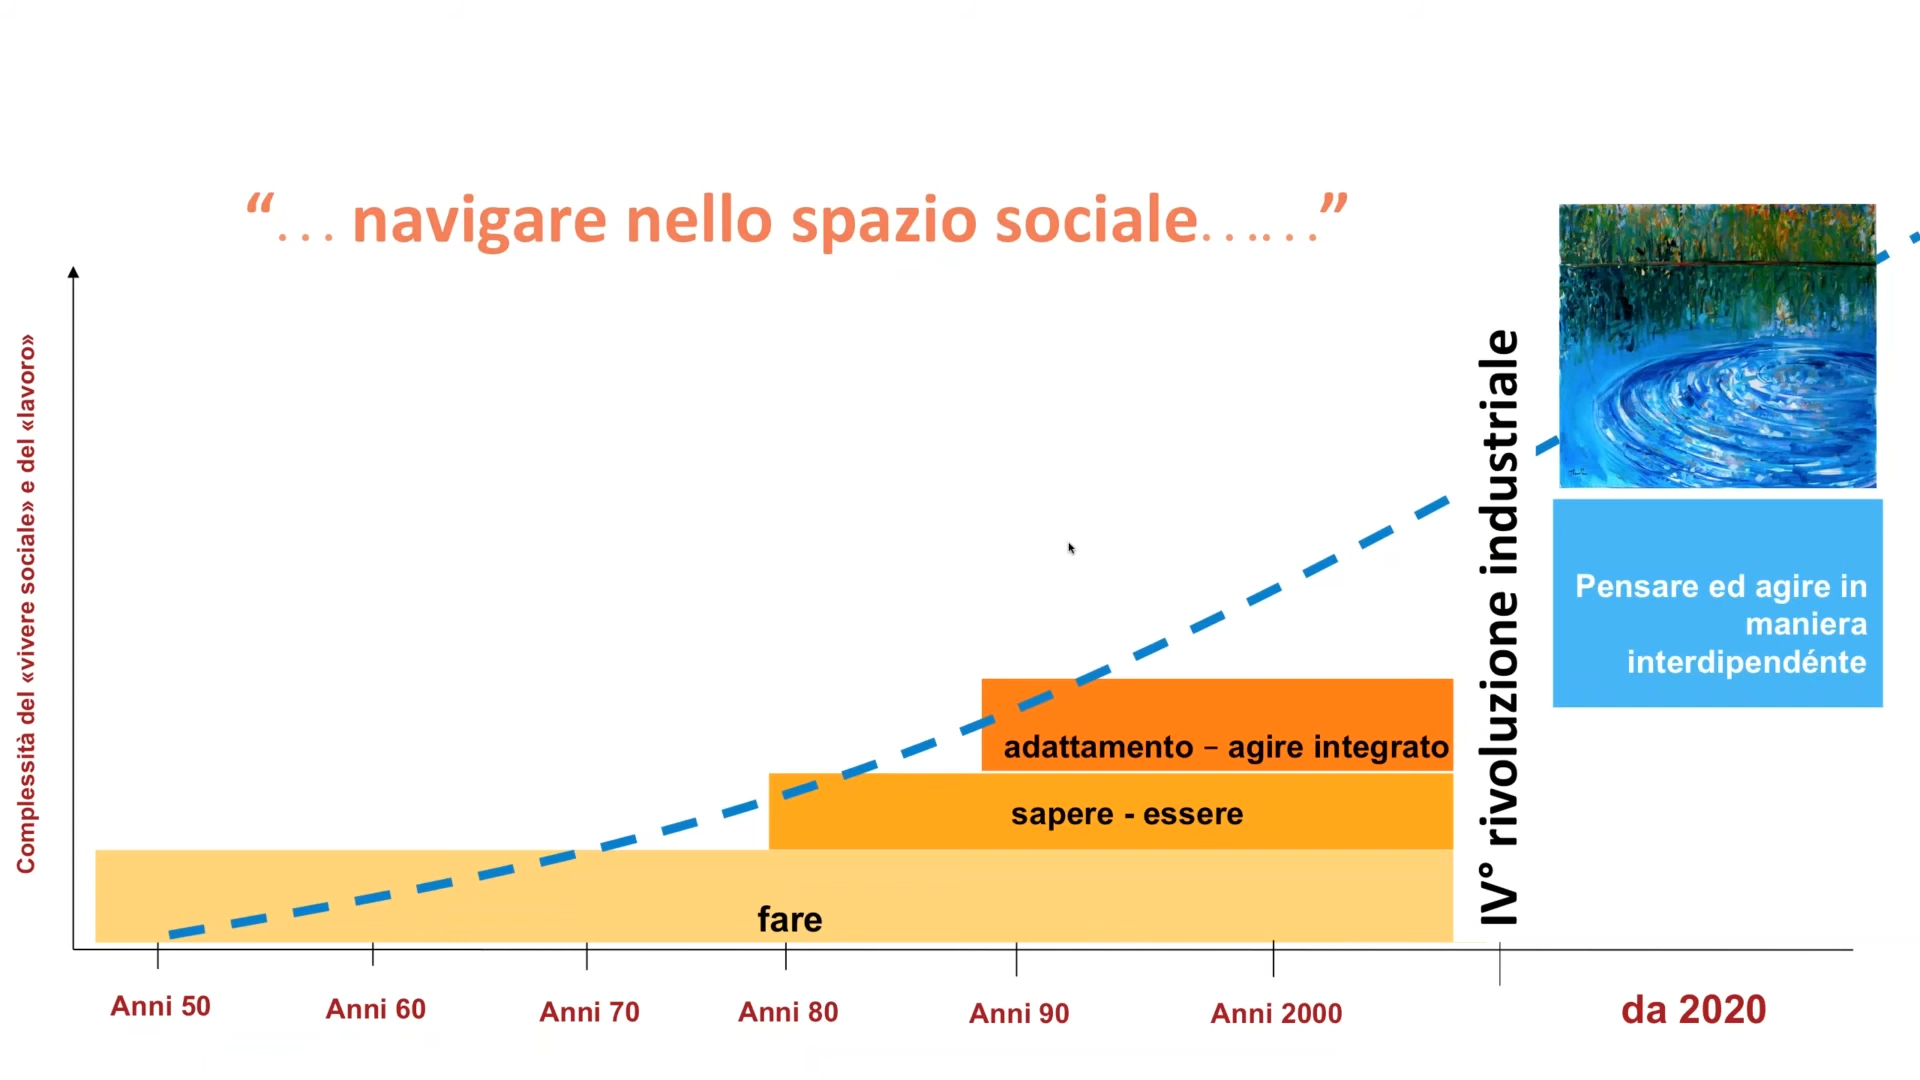 “… navigare nello spazio sociale……”
Complessità del «vivere sociale» e del «lavoro»
IV° rivoluzione industriale
Pensare ed agire in
maniera
interdipendénte
adattamento – agire integrato
sapere - essere
fare
Anni 50
Anni 60
Anni 70
Anni 80
Anni 90
Anni 2000
da 2020